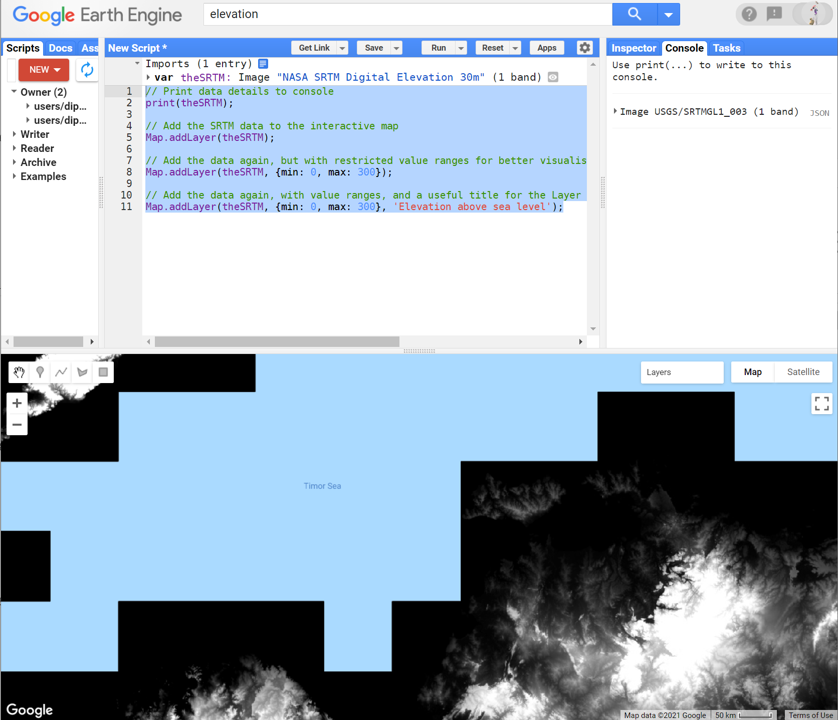 Google Earth Engine
elevation
Scripts Docs Ass
NEW
Owner (2)
users/dip...
users/dip...
Writer
Reader
Archive
Examples
New Script *
Get Link Save Run Reset Apps
Imports (1 entry)
var theSRTM: Image "NASA SRTM Digital Elevation 30m" (1 band)
1 // Print data details to console
2 print(theSRTM);
3
4 // Add the SRTM data to the interactive map
5 Map.addLayer(theSRTM);
6
7 // Add the data again, but with restricted value ranges for better visualis
8 Map.addLayer(theSRTM, {min: 0, max: 300});
9
10 // Add the data again, with value ranges, and a useful title for the Layer
11 Map.addLayer(theSRTM, {min: 0, max: 300}, 'Elevation above sea level');
Inspector Console Tasks
Use print(...) to write to this
console.
Image USGS/SRTMGL1_003 (1 band) JSON
Layers
Map Satellite
Timor Sea
Google
Map data ©2021 Google 50 km Terms of Use